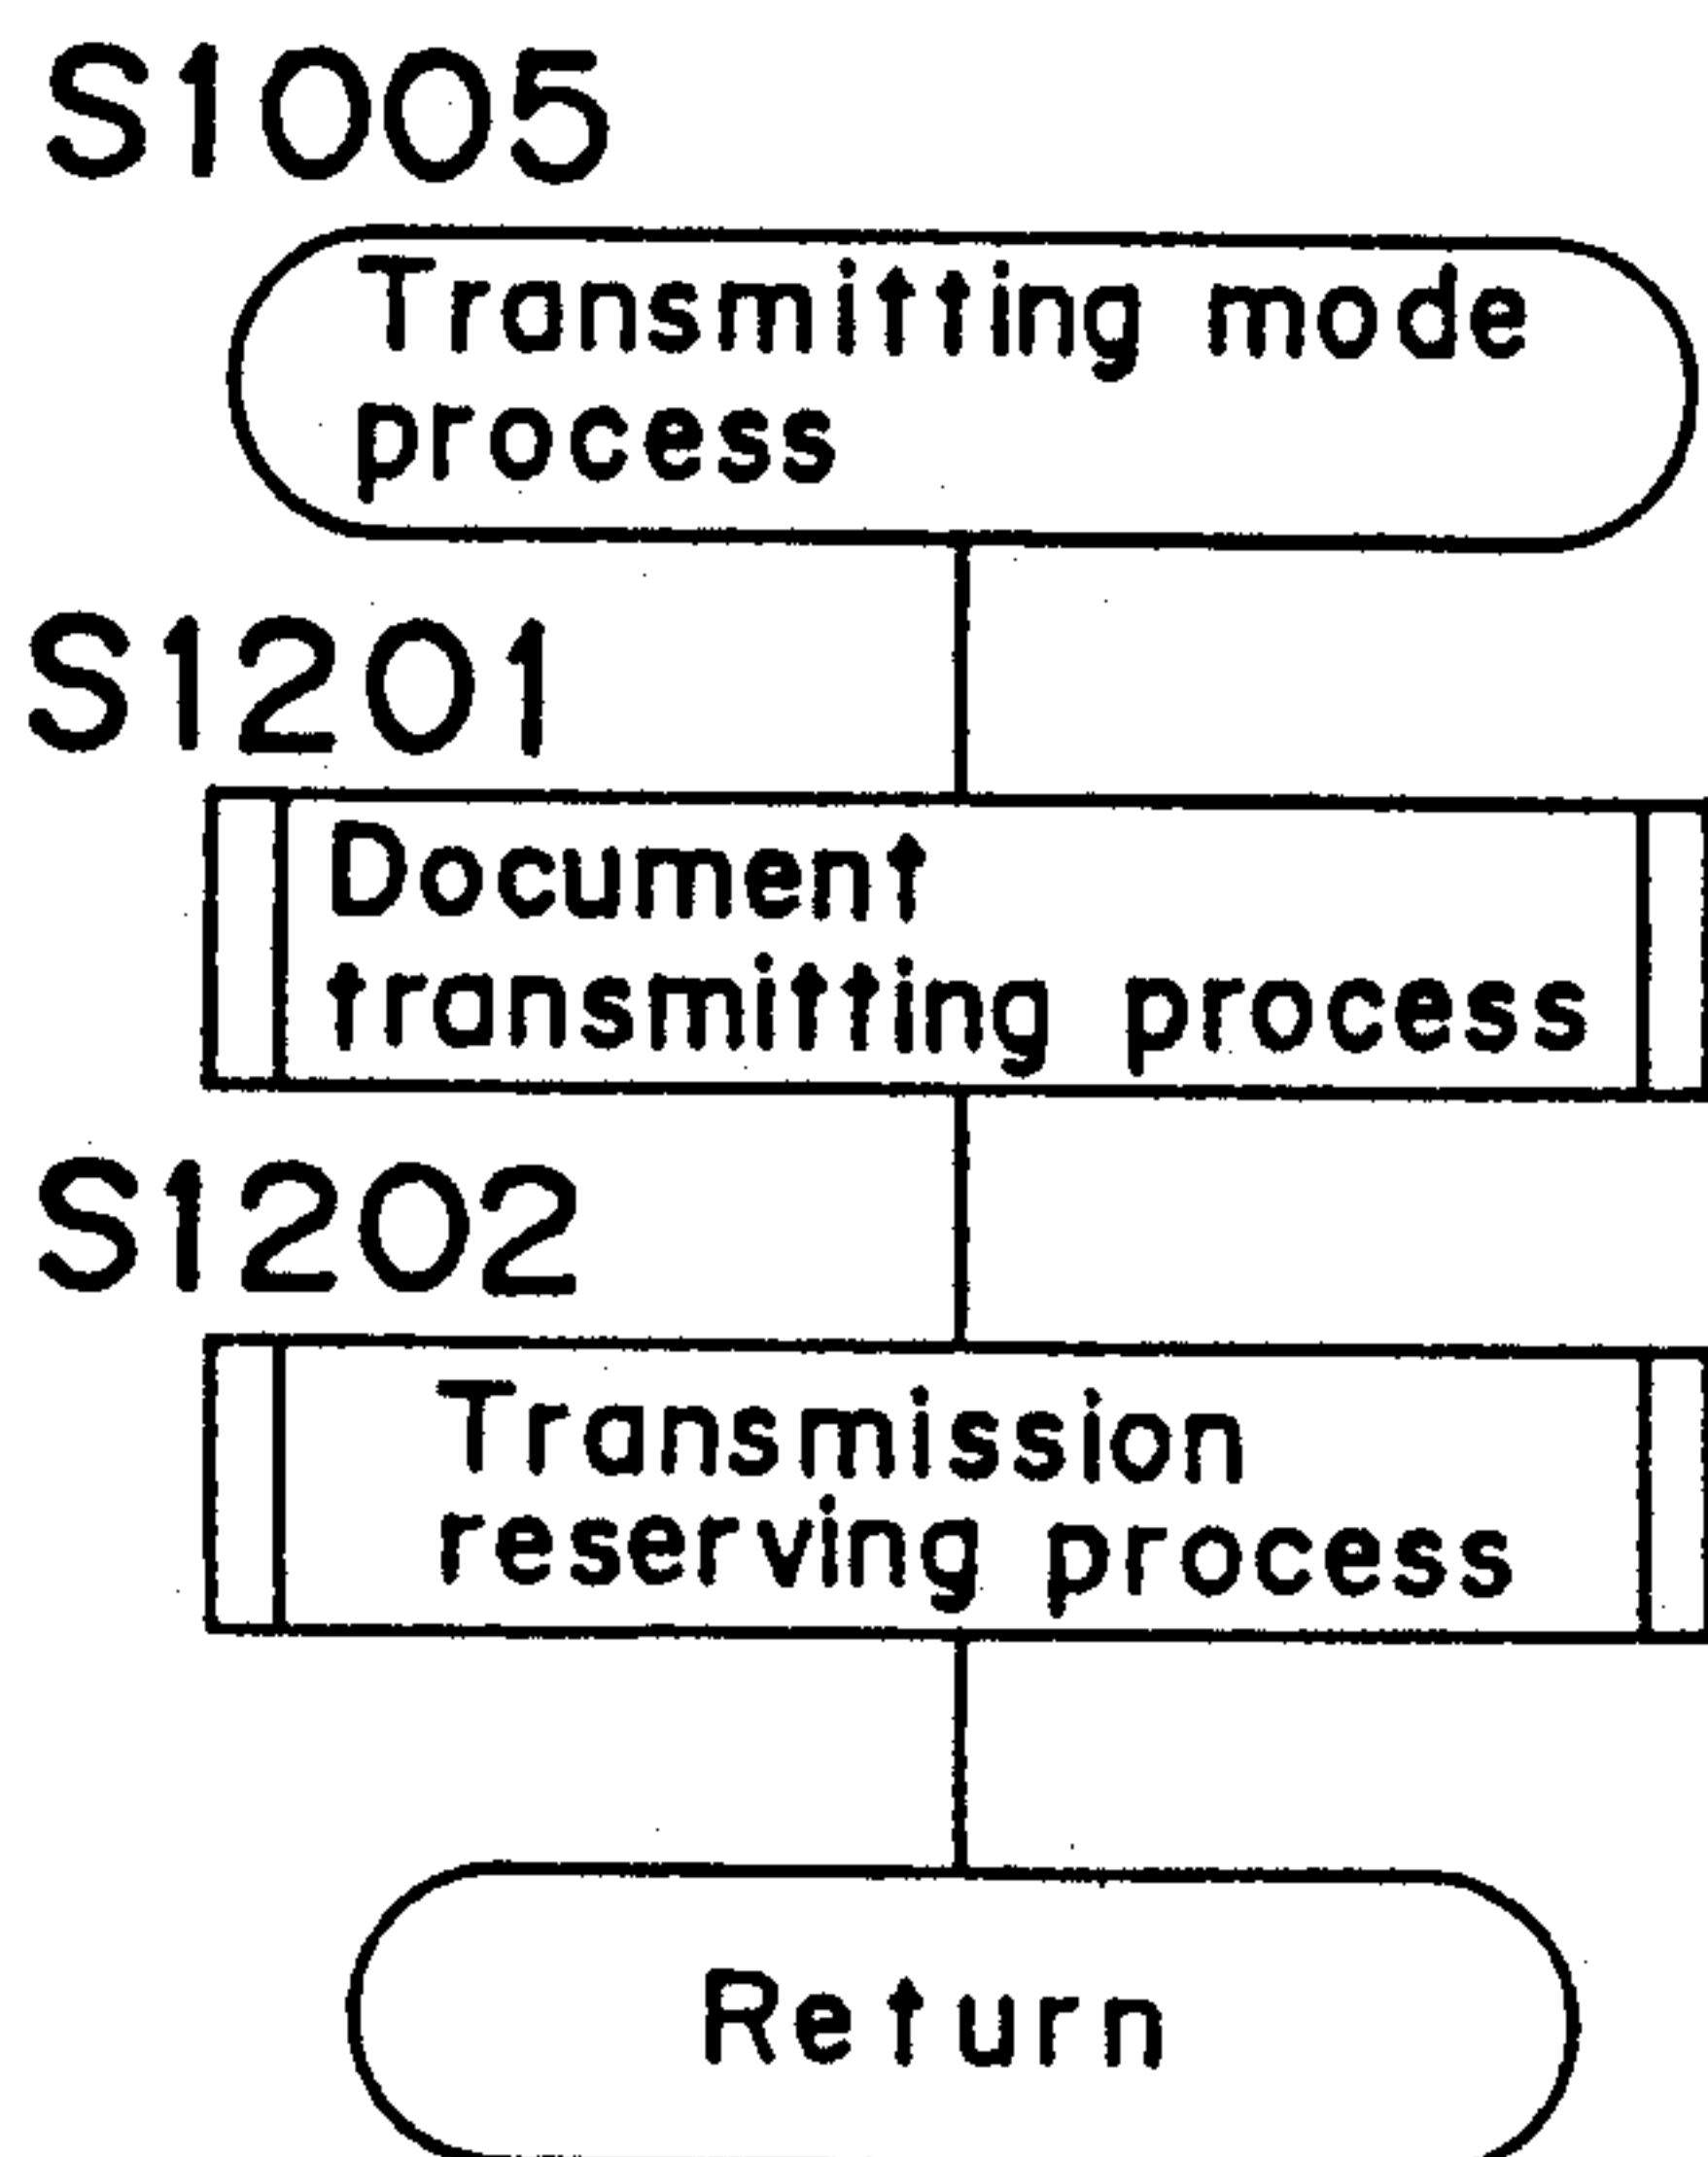 S1005
Transmitting mode
process
S1201
Document
transmitting process
S1202
Transmission
reserving process
Return